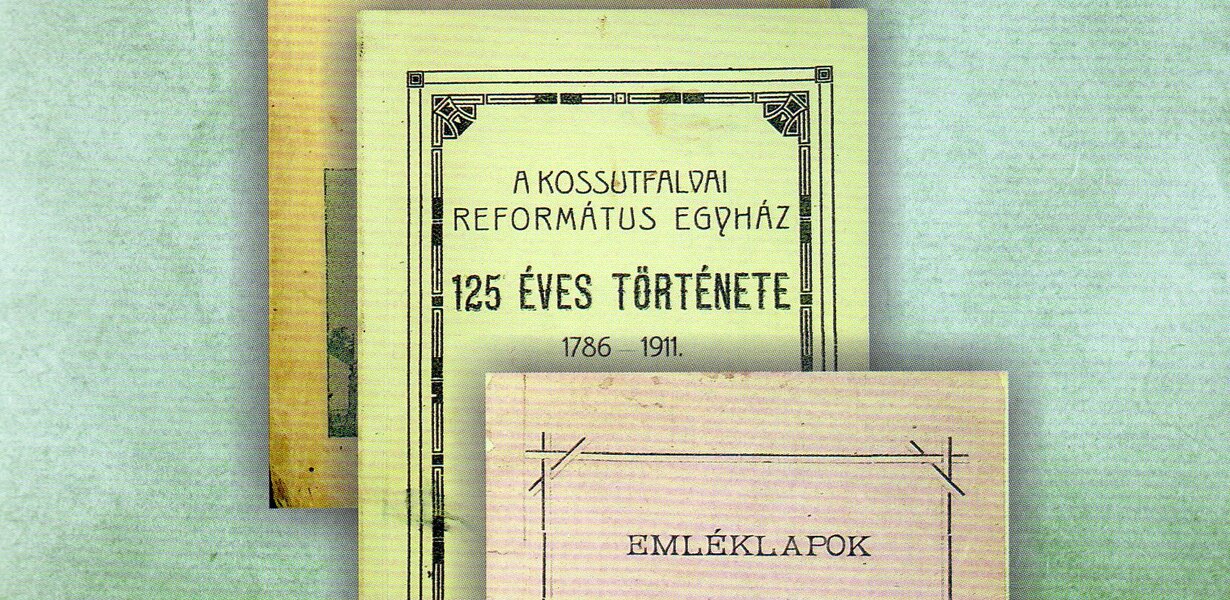 A KOSSUTFALVAI
REFORMÁTUS EGYHÁZ
125 ÉVES TÖRTÉNETE
1786 – 1911.
EMLÉKLAPOK